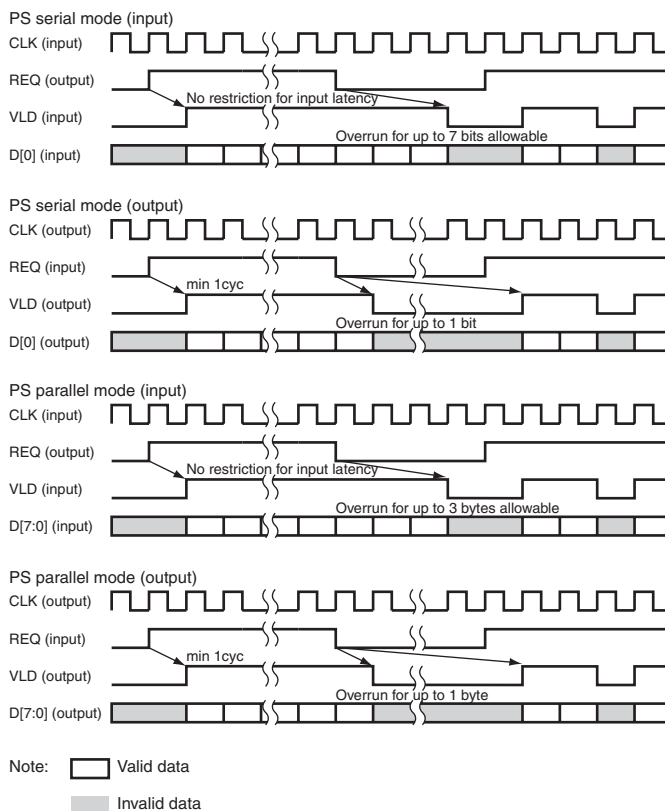 PS serial mode (input)
CLK (input)
REQ (output)
No restriction for input latency
VLD (input)
Overrun for up to 7 bits allowable
D[0] (input)
PS serial mode (output)
CLK (output)
REQ (input)
min 1cyc
VLD (output)
Overrun for up to 1 bit
D[0] (output)
PS parallel mode (input)
CLK (input)
REQ (output)
No restriction for input latency
VLD (input)
Overrun for up to 3 bytes allowable
D[7:0] (input)
PS parallel mode (output)
CLK (output)
REQ (input)
min 1cyc
VLD (output)
Overrun for up to 1 byte
D[7:0] (output)
Note: Valid data
Invalid data